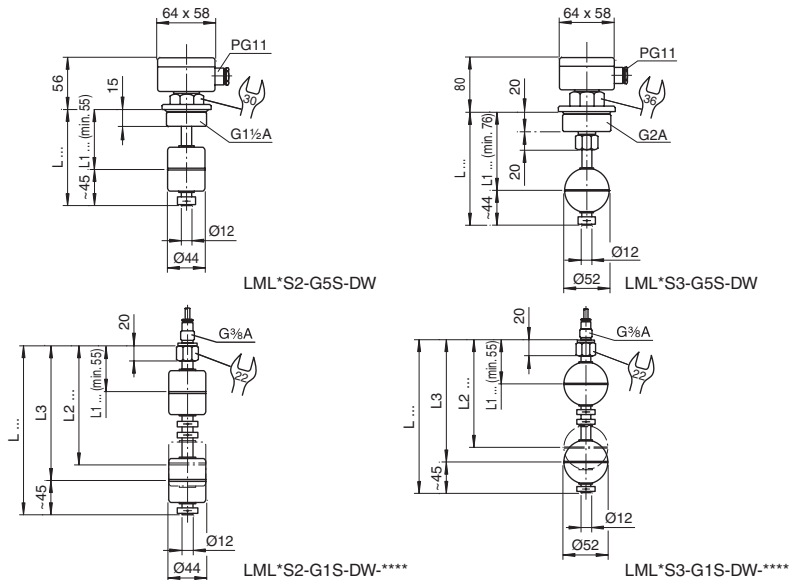 64 x 58
PG11
56
15
30
L1 ... (min. 55)
G1½A
L ...
~45
Ø12
Ø44
LML*S2-G5S-DW
64 x 58
PG11
80
20
36
L1 ... (min. 76)
G2A
L ...
20
~44
Ø12
Ø52
LML*S3-G5S-DW
20
G⅜A
22
L1 ... (min. 55)
L2 ...
L3
L ...
~45
Ø12
Ø44
LML*S2-G1S-DW-****
20
G⅜A
22
L1 ... (min. 55)
L2 ...
L3
L ...
~45
Ø12
Ø52
LML*S3-G1S-DW-****